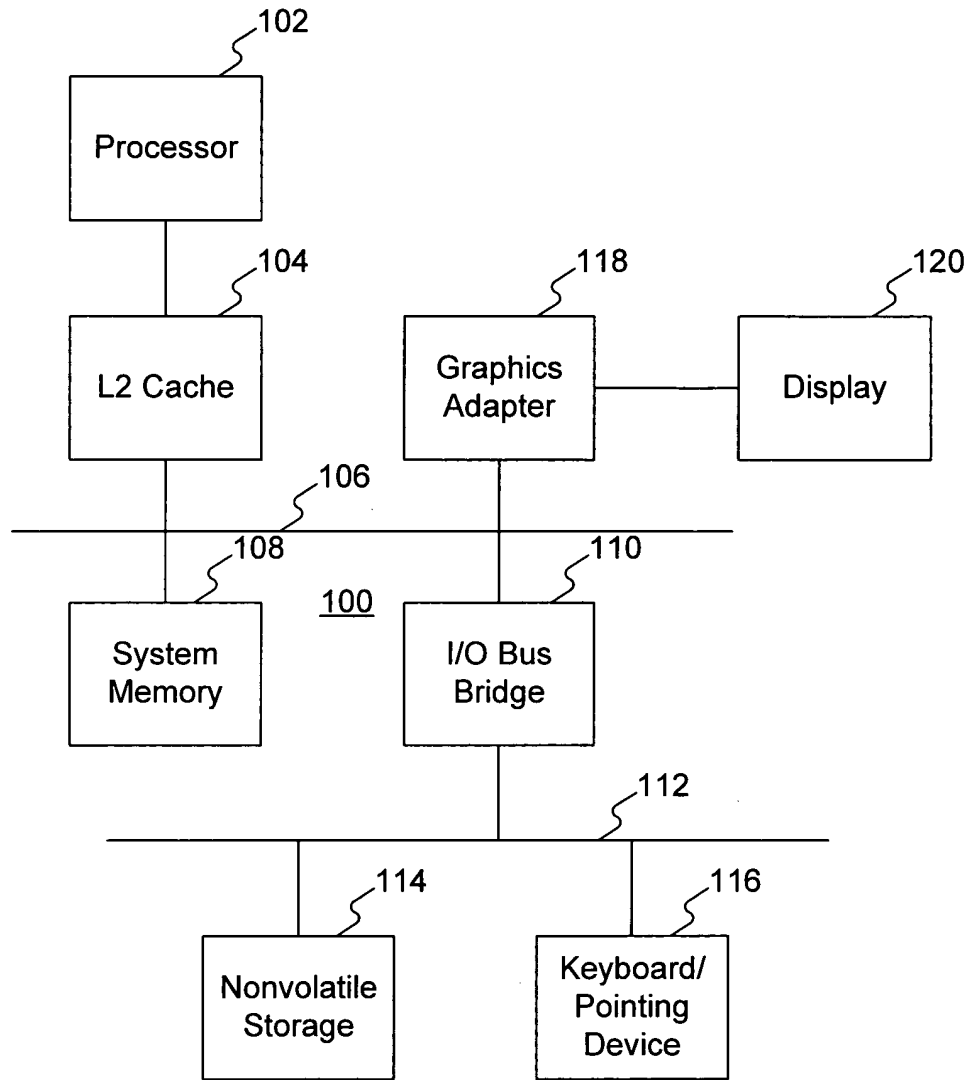 102
Processor
104
L2 Cache
118
Graphics
Adapter
120
Display
106
108
System
Memory
100
110
I/O Bus
Bridge
112
114
Nonvolatile
Storage
116
Keyboard/
Pointing
Device